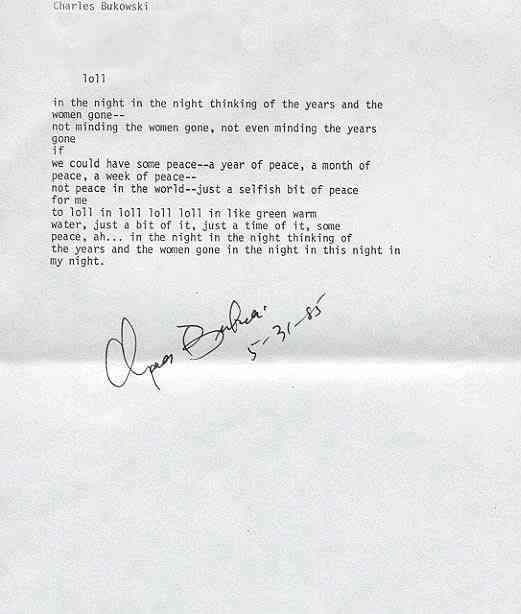 Charles Bukowski
loll
in the night in the night thinking of the years and the
women gone--
not minding the women gone, not even minding the years
gone
if
we could have some peace--a year of peace, a month of
peace, a week of peace--
not peace in the world--just a selfish bit of peace
for me
to loll in loll loll loll in like green warm
water, just a bit of it, just a time of it, some
peace, ah... in the night in the night thinking of
the years and the women gone in the night in this night in
my night.
5-31-85